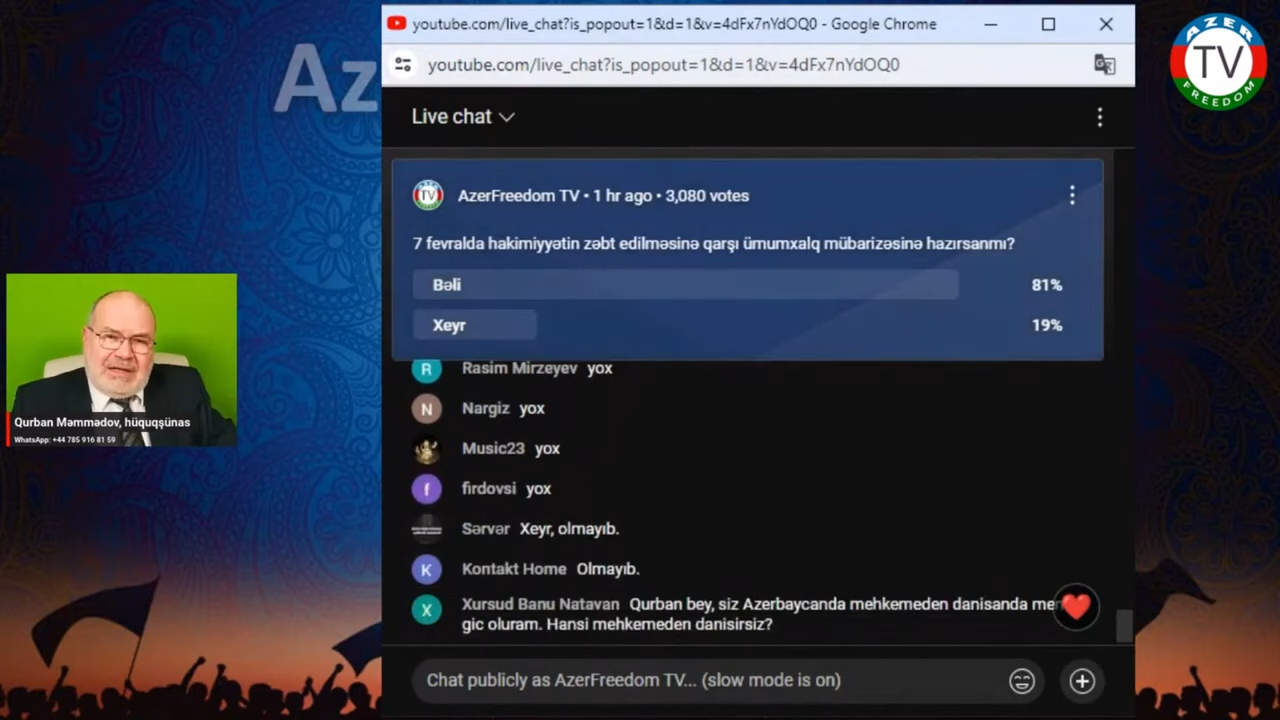 youtube.com/live_chat?is_popout=1&d=1&v=4dFx7nYdOQ0 - Google Chrome
youtube.com/live_chat?is_popout=1&d=1&v=4dFx7nYdOQ0
AZER
TV
FREEDOM
Az
Live chat
TV
AzerFreedom TV • 1 hr ago • 3,080 votes
7 fevralda hakimiyyətin zəbt edilməsinə qarşı ümumxalq mübarizəsinə hazırsanmı?
Bəli 81%
Xeyr 19%
R Rasim Mirzeyev yox
N Nargiz yox
Music23 yox
f firdovsi yox
Sərvər Xeyr, olmayıb.
K Kontakt Home Olmayıb.
X Xursud Banu Natavan Qurban bey, siz Azerbaycanda mehkemeden danisanda men
gic oluram. Hansi mehkemeden danisirsiz?
Chat publicly as AzerFreedom TV... (slow mode is on)
Qurban Məmmədov, hüquqşünas
WhatsApp: +44 785 916 81 59